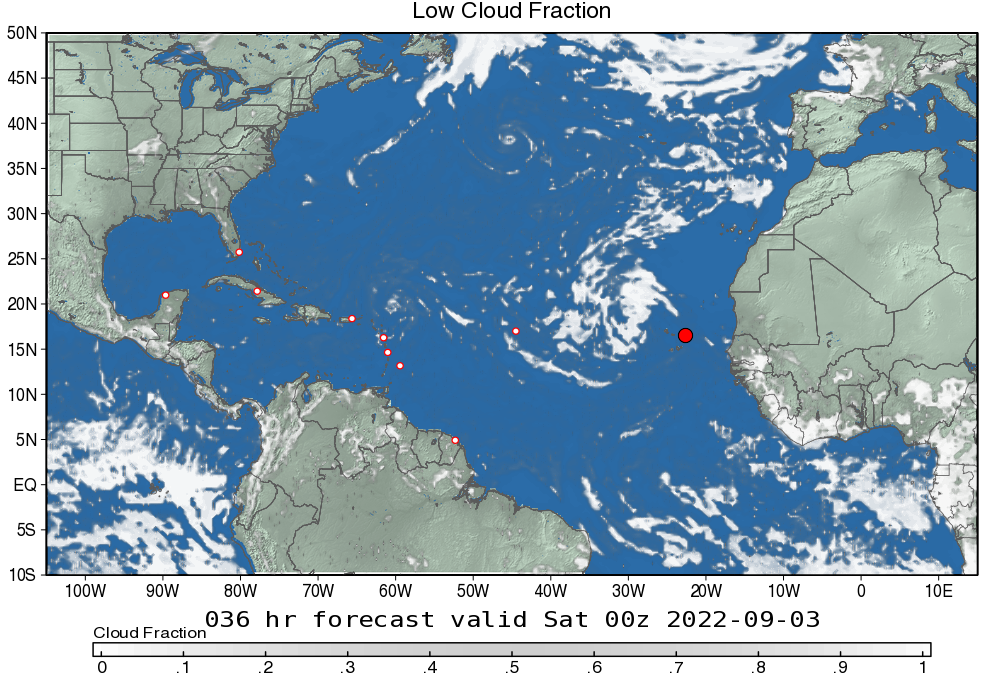 Low Cloud Fraction
50N
45N
40N
35N
30N
25N
20N
15N
10N
5N
EQ
5S
10S
100W 90W 80W 70W 60W 50W 40W 30W 20W 10W 0 10E
036 hr forecast valid Sat 00z 2022-09-03
Cloud Fraction
0 .1 .2 .3 .4 .5 .6 .7 .8 .9 1